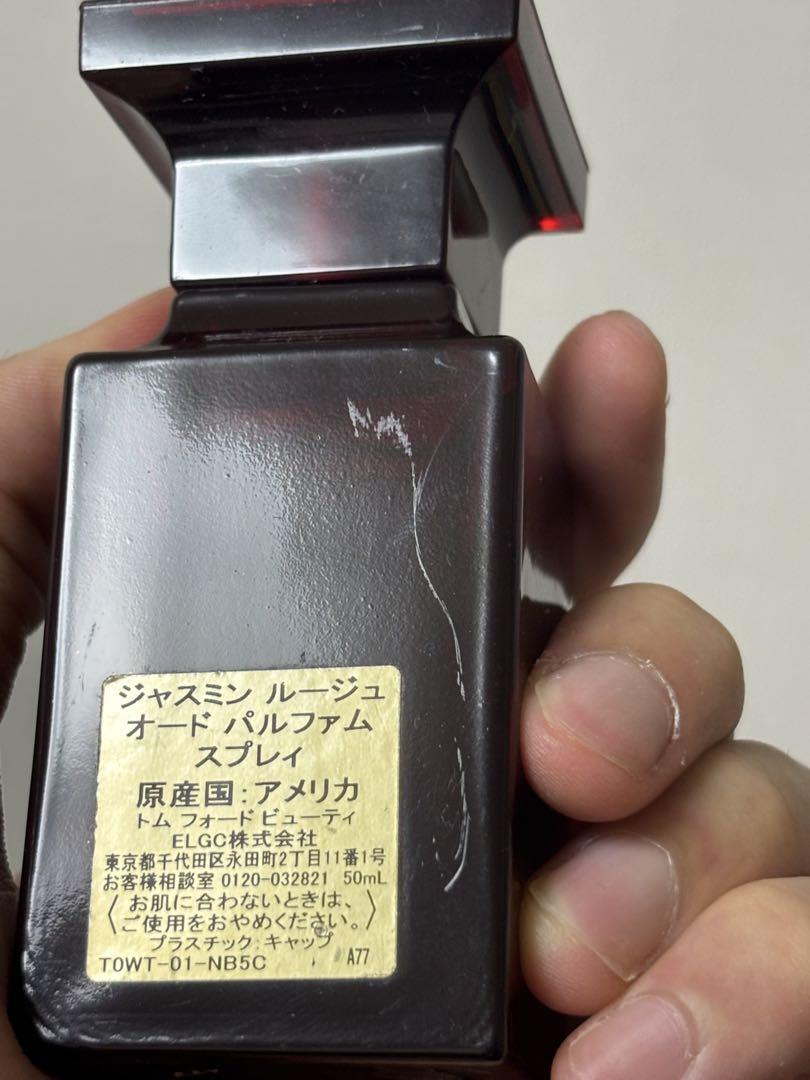 ジャスミン ルージュ
オード パルファム
スプレィ
原産国:アメリカ
トム フォード ビューティ
ELGC株式会社
東京都千代田区永田町2丁目11番1号
お客様相談室 0120-032821 50mL
〈お肌に合わないときは、
ご使用をおやめください。〉
プラスチック:キャップ
T0WT-01-NB5C A77